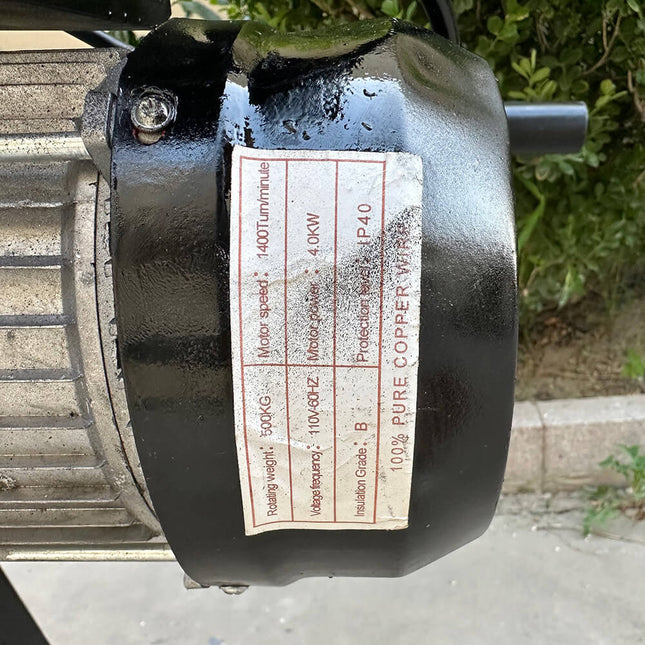 Rotating weight: 500KG Motor speed: 1400Turn/minute
Voltage frequency: 110V-60HZ Motor power: 4.0KW
Insulation Grade: B Protection level: IP40
100% PURE COPPER WIRE